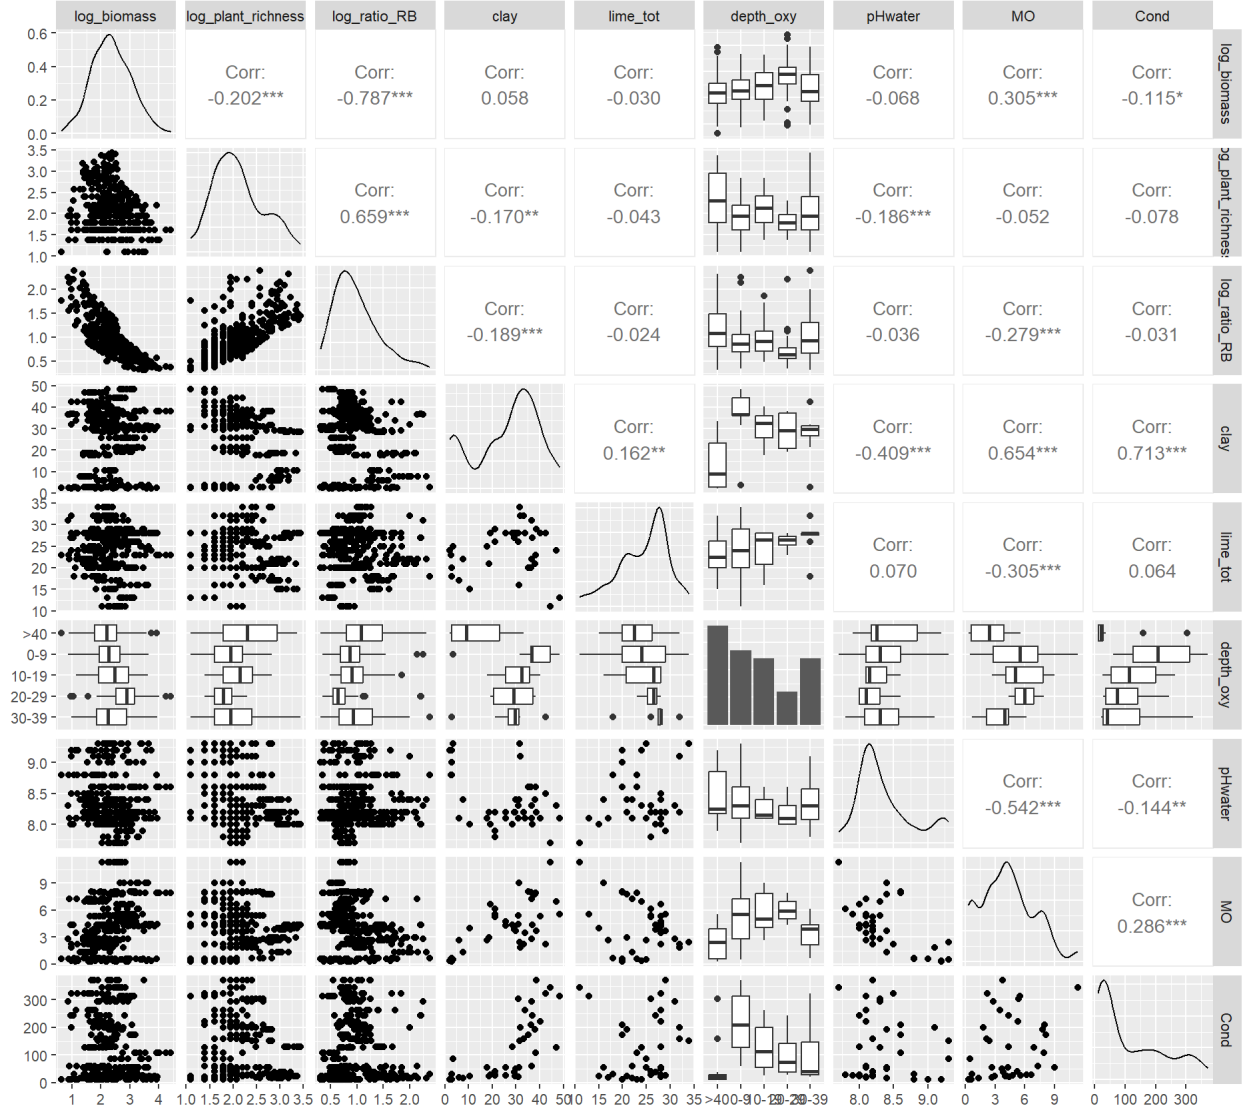 log_biomass log_plant_richness log_ratio_RB clay lime_tot depth_oxy pHwater MO Cond
0.6
0.4
0.2
0.0
Corr:
-0.202***
Corr:
-0.787***
Corr:
0.058
Corr:
-0.030
Corr:
-0.068
Corr:
0.305***
Corr:
-0.115*
log_biomass
3.5
3.0
2.5
2.0
1.5
1.0
Corr:
0.659***
Corr:
-0.170**
Corr:
-0.043
Corr:
-0.186***
Corr:
-0.052
Corr:
-0.078
og_plant_richnes
2.0
1.5
1.0
0.5
Corr:
-0.189***
Corr:
-0.024
Corr:
-0.036
Corr:
-0.279***
Corr:
-0.031
log_ratio_RB
50
40
30
20
10
0
Corr:
0.162**
Corr:
-0.409***
Corr:
0.654***
Corr:
0.713***
clay
35
30
25
20
15
10
Corr:
0.070
Corr:
-0.305***
Corr:
0.064
lime_tot
>40
0-9
10-19
20-29
30-39
depth_oxy
9.0
8.5
8.0
Corr:
-0.542***
Corr:
-0.144**
pHwater
9
6
3
0
Corr:
0.286***
MO
300
200
100
0
Cond
1 2 3 4
1.0 1.5 2.0 2.5 3.0 3.5
0.5 1.0 1.5 2.0
0 10 20 30 40 50
10 15 20 25 30 35
>40 0-9 10-19 20-29 30-39
8.0 8.5 9.0
0 3 6 9
0 100 200 300